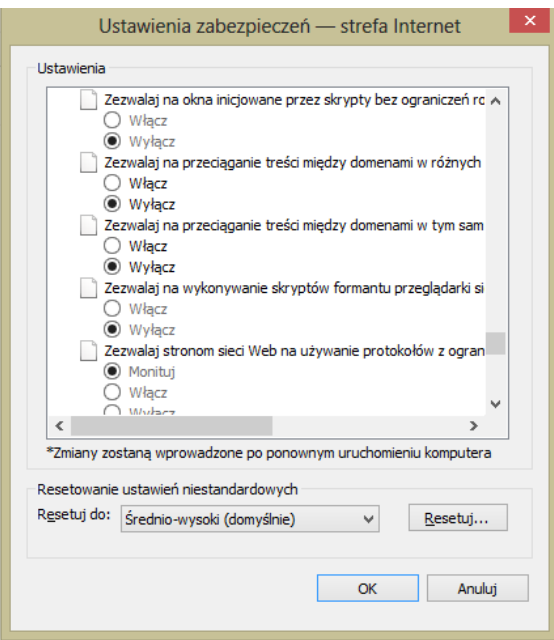 Ustawienia zabezpieczeń — strefa Internet
Ustawienia
Zezwalaj na okna inicjowane przez skrypty bez ograniczeń ro
Włącz
Wyłącz
Zezwalaj na przeciąganie treści między domenami w różnych
Włącz
Wyłącz
Zezwalaj na przeciąganie treści między domenami w tym sam
Włącz
Wyłącz
Zezwalaj na wykonywanie skryptów formantu przeglądarki si
Włącz
Wyłącz
Zezwalaj stronom sieci Web na używanie protokołów z ogran
Monituj
Włącz
Wyłącz
*Zmiany zostaną wprowadzone po ponownym uruchomieniu komputera
Resetowanie ustawień niestandardowych
Resetuj do: Średnio-wysoki (domyślnie) Resetuj...
OK Anuluj